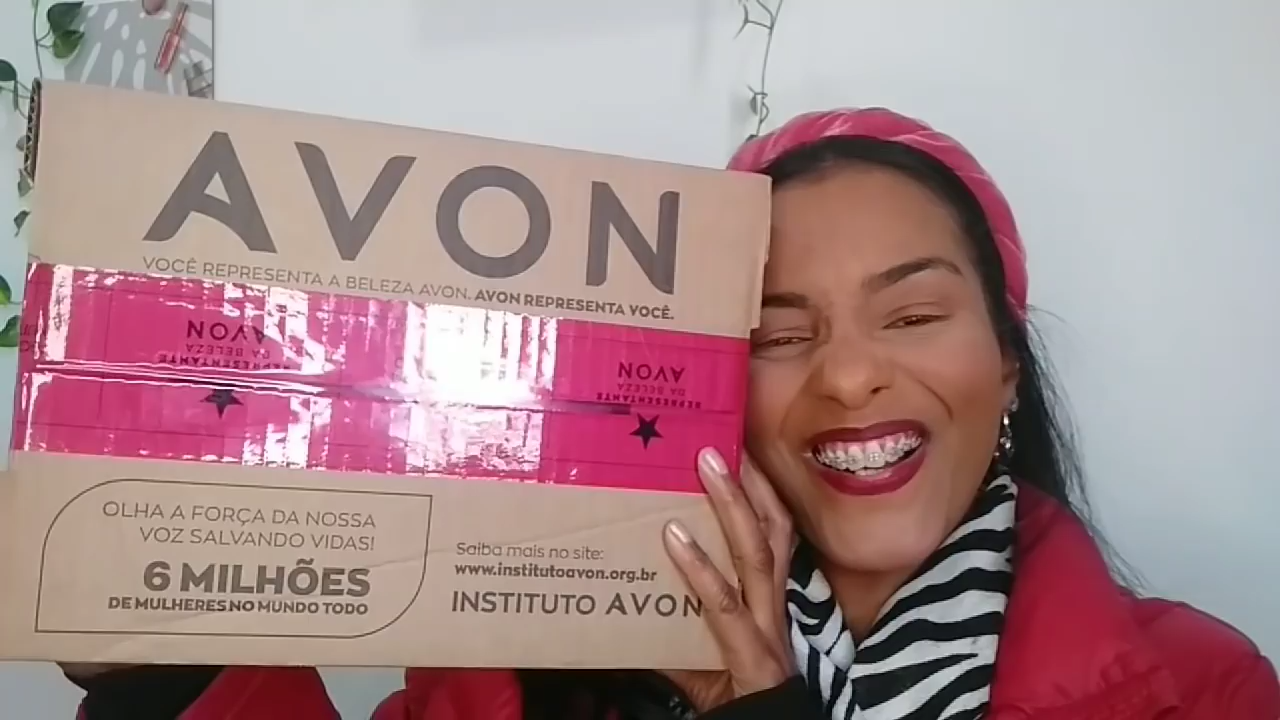 AVON
VOCÊ REPRESENTA A BELEZA AVON. AVON REPRESENTA VOCÊ.
REPRESENTANTE
DA BELEZA
AVON
REPRESENTANTE
DA BELEZA
AVON
OLHA A FORÇA DA NOSSA
VOZ SALVANDO VIDAS!
6 MILHÕES
DE MULHERES NO MUNDO TODO
Saiba mais no site:
www.institutoavon.org.br
INSTITUTO AVON